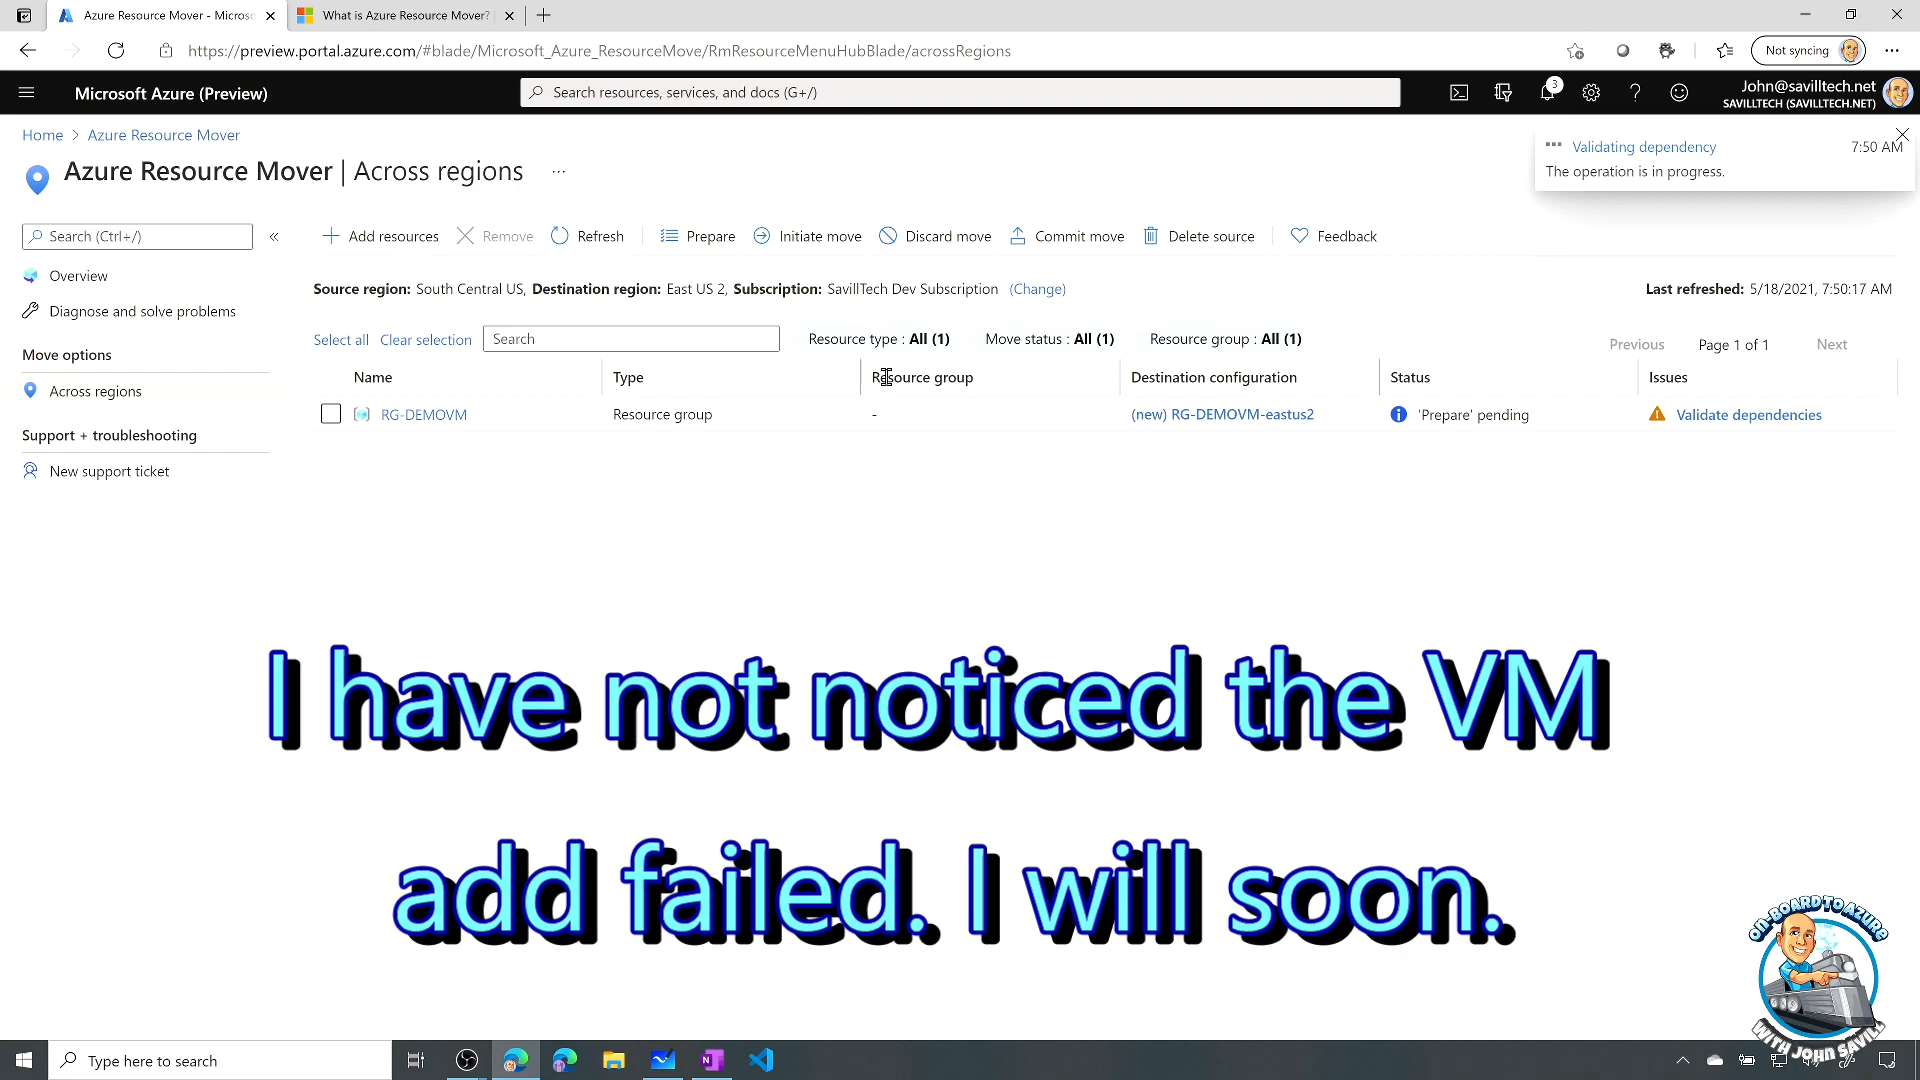 Azure Resource Mover - Micros
What is Azure Resource Mover?
https://preview.portal.azure.com/#blade/Microsoft_Azure_ResourceMove/RmResourceMenuHubBlade/acrossRegions
Not syncing
Microsoft Azure (Preview)
Search resources, services, and docs (G+/)
3
John@savilltech.net
SAVILLTECH (SAVILLTECH.NET)
Home > Azure Resource Mover
Validating dependency 7:50 AM
The operation is in progress.
Azure Resource Mover | Across regions ...
Search (Ctrl+/)
Add resources Remove Refresh Prepare Initiate move Discard move Commit move Delete source Feedback
Overview
Diagnose and solve problems
Move options
Across regions
Support + troubleshooting
New support ticket
Source region: South Central US, Destination region: East US 2, Subscription: SavillTech Dev Subscription (Change)
Last refreshed: 5/18/2021, 7:50:17 AM
Select all Clear selection Search Resource type : All (1) Move status : All (1) Resource group : All (1)
Previous Page 1 of 1 Next
Name Type Resource group Destination configuration Status Issues
RG-DEMOVM Resource group - (new) RG-DEMOVM-eastus2 'Prepare' pending Validate dependencies
I have not noticed the VM
add failed. I will soon.
ON-BOARD TO AZURE
WITH JOHN SAVILL
Type here to search